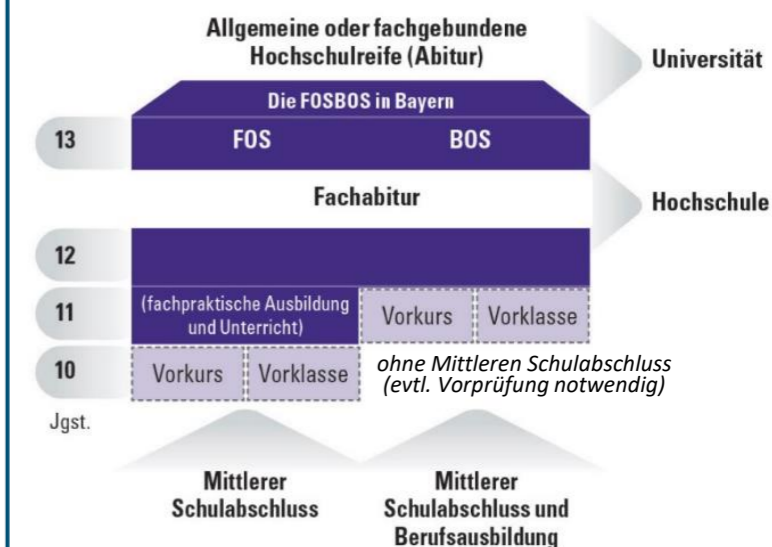 Allgemeine oder fachgebundene
Hochschulreife (Abitur)
Universität
Die FOSBOS in Bayern
13
FOS
BOS
Fachabitur
Hochschule
12
11
(fachpraktische Ausbildung
und Unterricht)
Vorkurs
Vorklasse
10
Vorkurs
Vorklasse
ohne Mittleren Schulabschluss
(evtl. Vorprüfung notwendig)
Jgst.
Mittlerer
Schulabschluss
Mittlerer
Schulabschluss und
Berufsausbildung